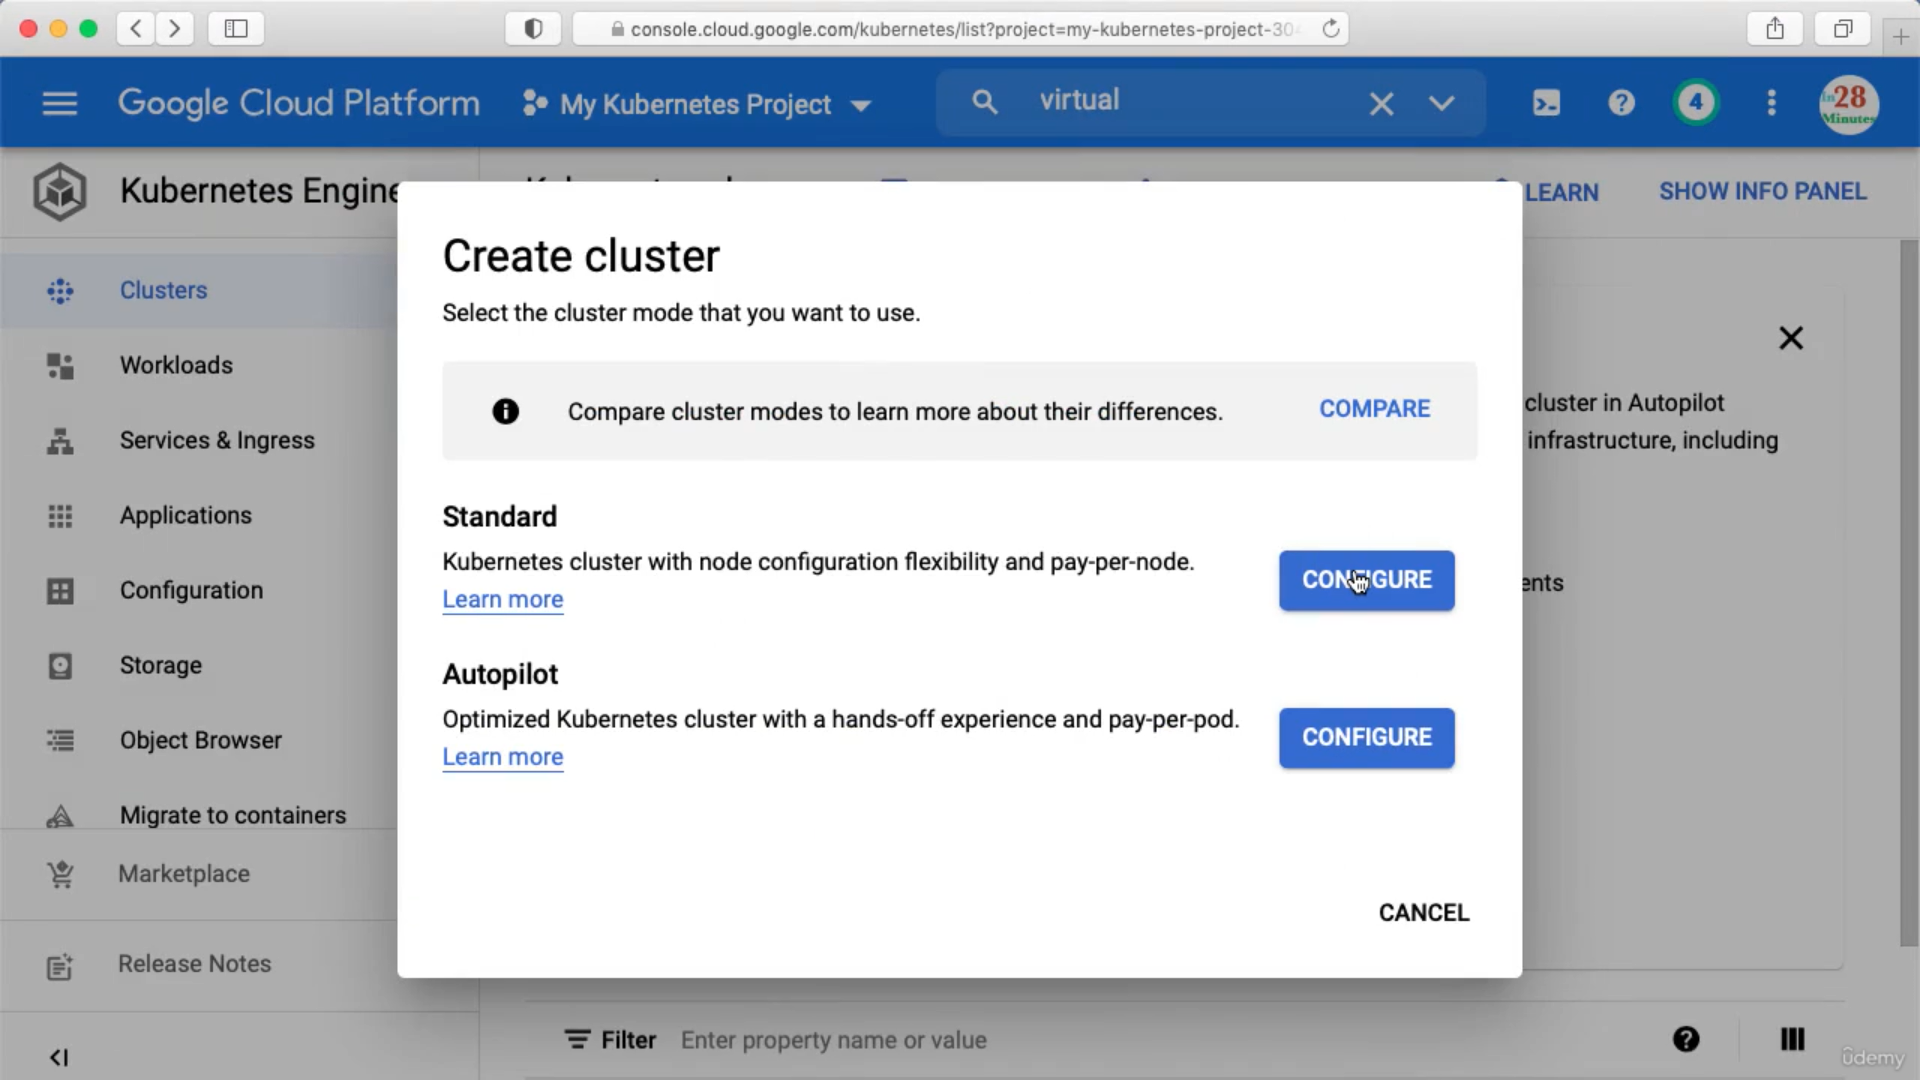 console.cloud.google.com/kubernetes/list?project=my-kubernetes-project-30
Google Cloud Platform
My Kubernetes Project
virtual
4
in28
Minutes
Kubernetes Engine
LEARN
SHOW INFO PANEL
Clusters
Workloads
Services & Ingress
Applications
Configuration
Storage
Object Browser
Migrate to containers
Marketplace
Release Notes
Create cluster
Select the cluster mode that you want to use.
Compare cluster modes to learn more about their differences.
COMPARE
Standard
Kubernetes cluster with node configuration flexibility and pay-per-node.
Learn more
CONFIGURE
Autopilot
Optimized Kubernetes cluster with a hands-off experience and pay-per-pod.
Learn more
CONFIGURE
CANCEL
cluster in Autopilot
infrastructure, including
ents
Filter
Enter property name or value
ûdemy